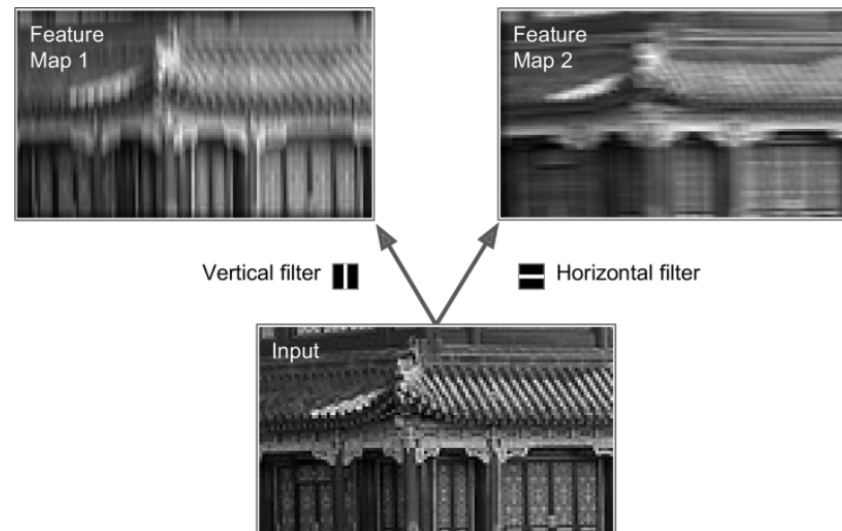 Feature
Map 1
Feature
Map 2
Vertical filter
Horizontal filter
Input